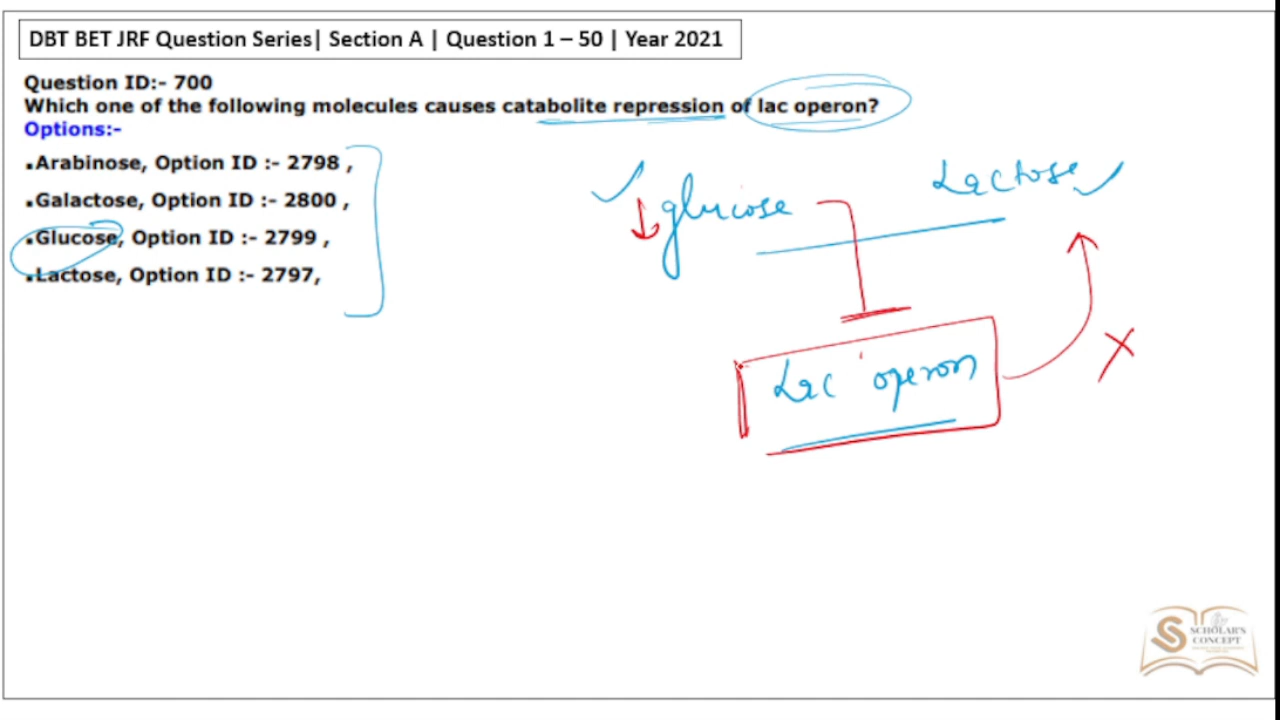 DBT BET JRF Question Series| Section A | Question 1 – 50 | Year 2021
Question ID:- 700
Which one of the following molecules causes catabolite repression of lac operon?
Options:-
.Arabinose, Option ID :- 2798 ,
.Galactose, Option ID :- 2800 ,
.Glucose, Option ID :- 2799 ,
.Lactose, Option ID :- 2797,
glucose
Lactose
Lac operon
SCHOLAR'S
CONCEPT